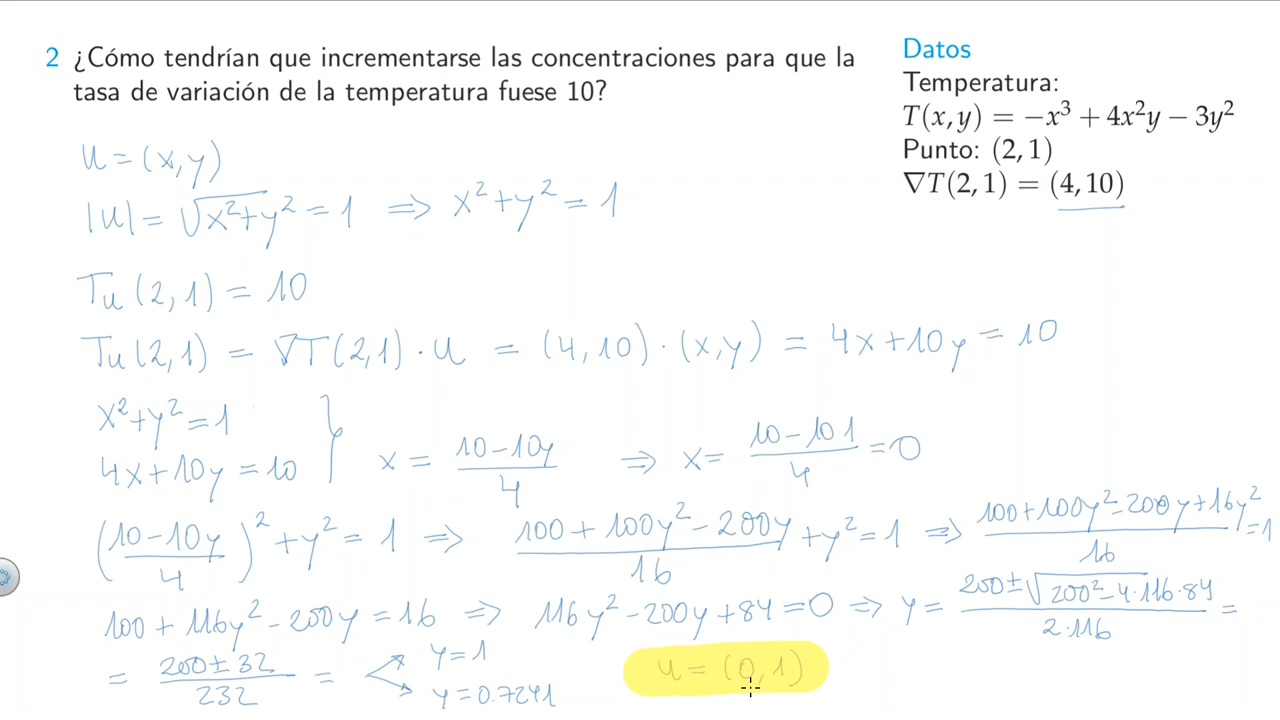 2 ¿Cómo tendrían que incrementarse las concentraciones para que la
tasa de variación de la temperatura fuese 10?
Datos
Temperatura:
T(x,y) = −x³ + 4x²y − 3y²
Punto: (2,1)
∇T(2,1) = (4,10)
u = (x,y)
|u| = √(x²+y²) = 1 ⇒ x²+y² = 1
Tu(2,1) = 10
Tu(2,1) = ∇T(2,1)·u = (4,10)·(x,y) = 4x+10y = 10
x²+y² = 1
4x+10y = 10 } x = (10−10y)/4 ⇒ x = (10−10·1)/4 = 0
((10−10y)/4)² + y² = 1 ⇒ (100+100y²−200y)/16 + y² = 1 ⇒ (100+100y²−200y+16y²)/16 = 1
100+116y²−200y = 16 ⇒ 116y²−200y+84 = 0 ⇒ y = (200±√(200²−4·116·84))/(2·116) =
= (200±32)/232 = y = 1
y = 0.7241
u = (0,1)